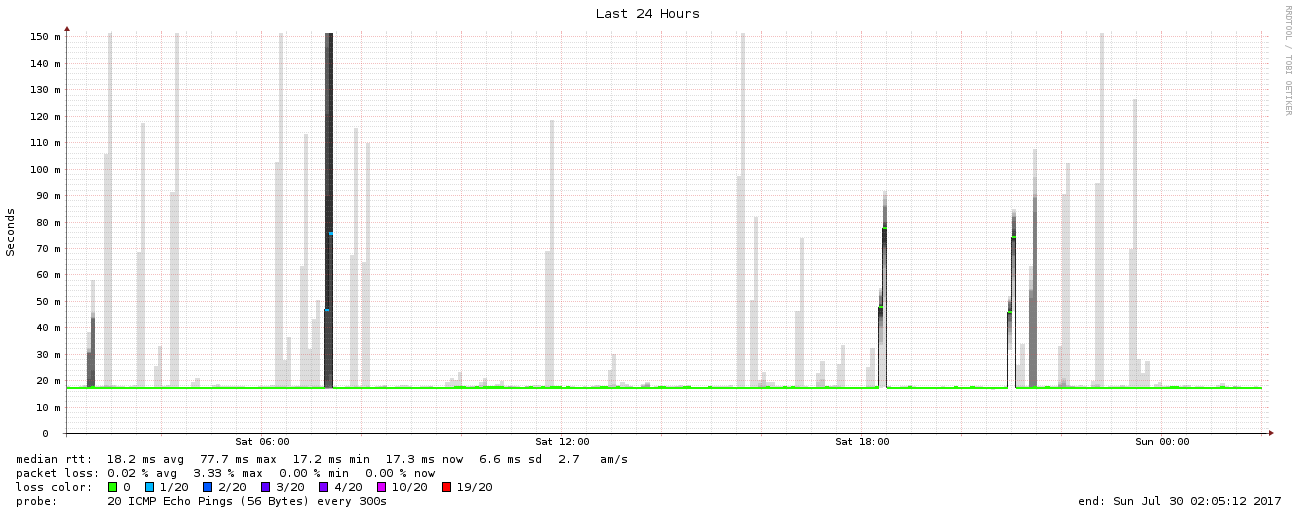 Last 24 Hours
RRDTOOL / TOBI OETIKER
Seconds
150 m
140 m
130 m
120 m
110 m
100 m
90 m
80 m
70 m
60 m
50 m
40 m
30 m
20 m
10 m
0
Sat 06:00 Sat 12:00 Sat 18:00 Sun 00:00
median rtt: 18.2 ms avg 77.7 ms max 17.2 ms min 17.3 ms now 6.6 ms sd 2.7 am/s
packet loss: 0.02 % avg 3.33 % max 0.00 % min 0.00 % now
loss color: 0 1/20 2/20 3/20 4/20 10/20 19/20
probe: 20 ICMP Echo Pings (56 Bytes) every 300s end: Sun Jul 30 02:05:12 2017